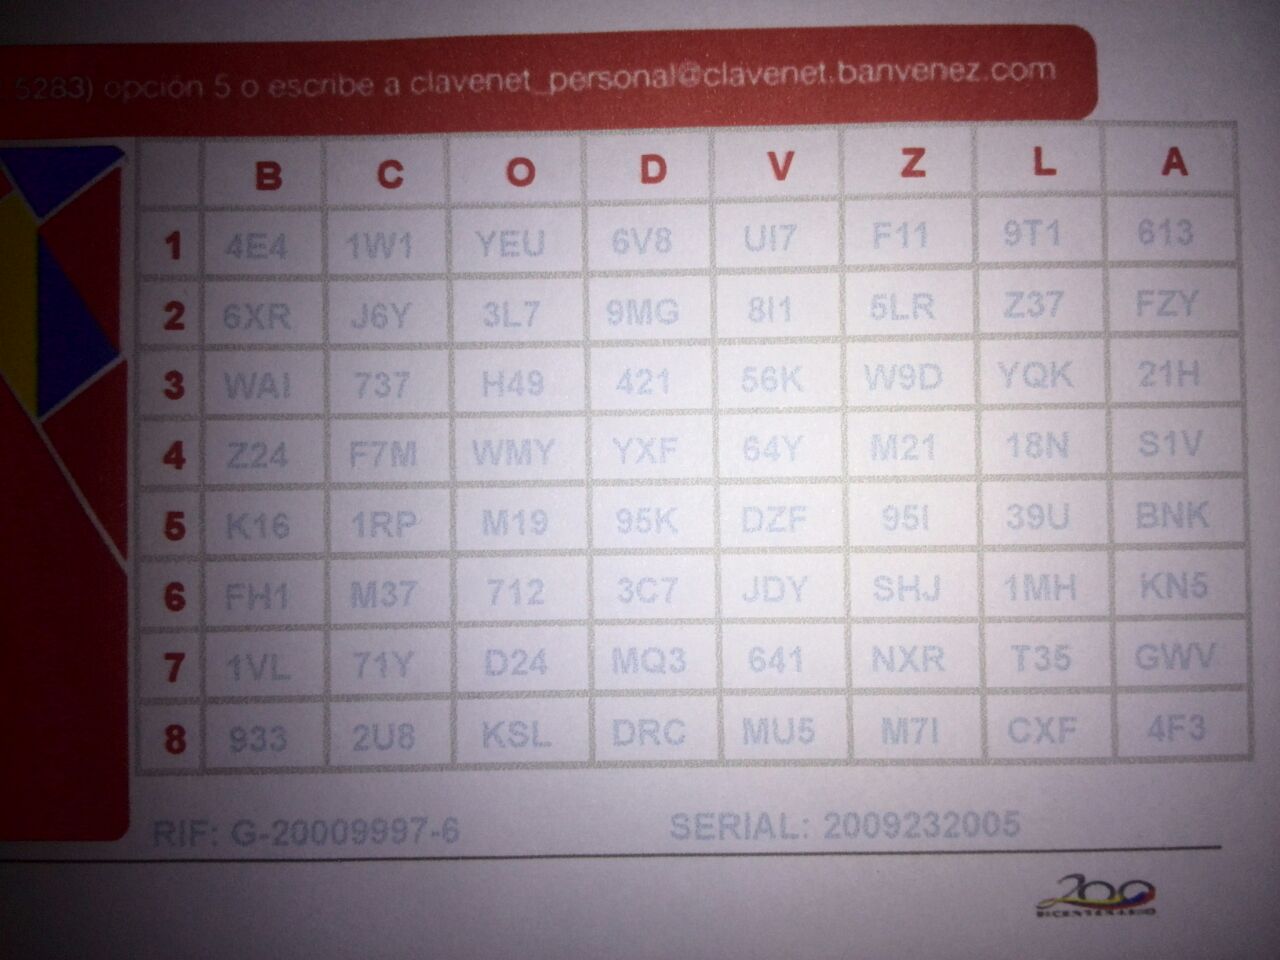 5283) opción 5 o escribe a clavenet_personal@clavenet.banvenez.com
B C O D V Z L A
1 4E4 1W1 YEU 6V8 UI7 F11 9T1 613
2 6XR J6Y 3L7 9MG 8I1 5LR Z37 FZY
3 WAI 737 H49 421 56K W9D YQK 21H
4 Z24 F7M WMY YXF 64Y M21 18N S1V
5 K16 1RP M19 95K DZF 95I 39U BNK
6 FH1 M37 712 3C7 JDY SHJ 1MH KN5
7 1VL 71Y D24 MQ3 641 NXR T35 GWV
8 933 2U8 KSL DRC MU5 M7I CXF 4F3
RIF: G-20009997-6 SERIAL: 2009232005
200
BICENTENARIO